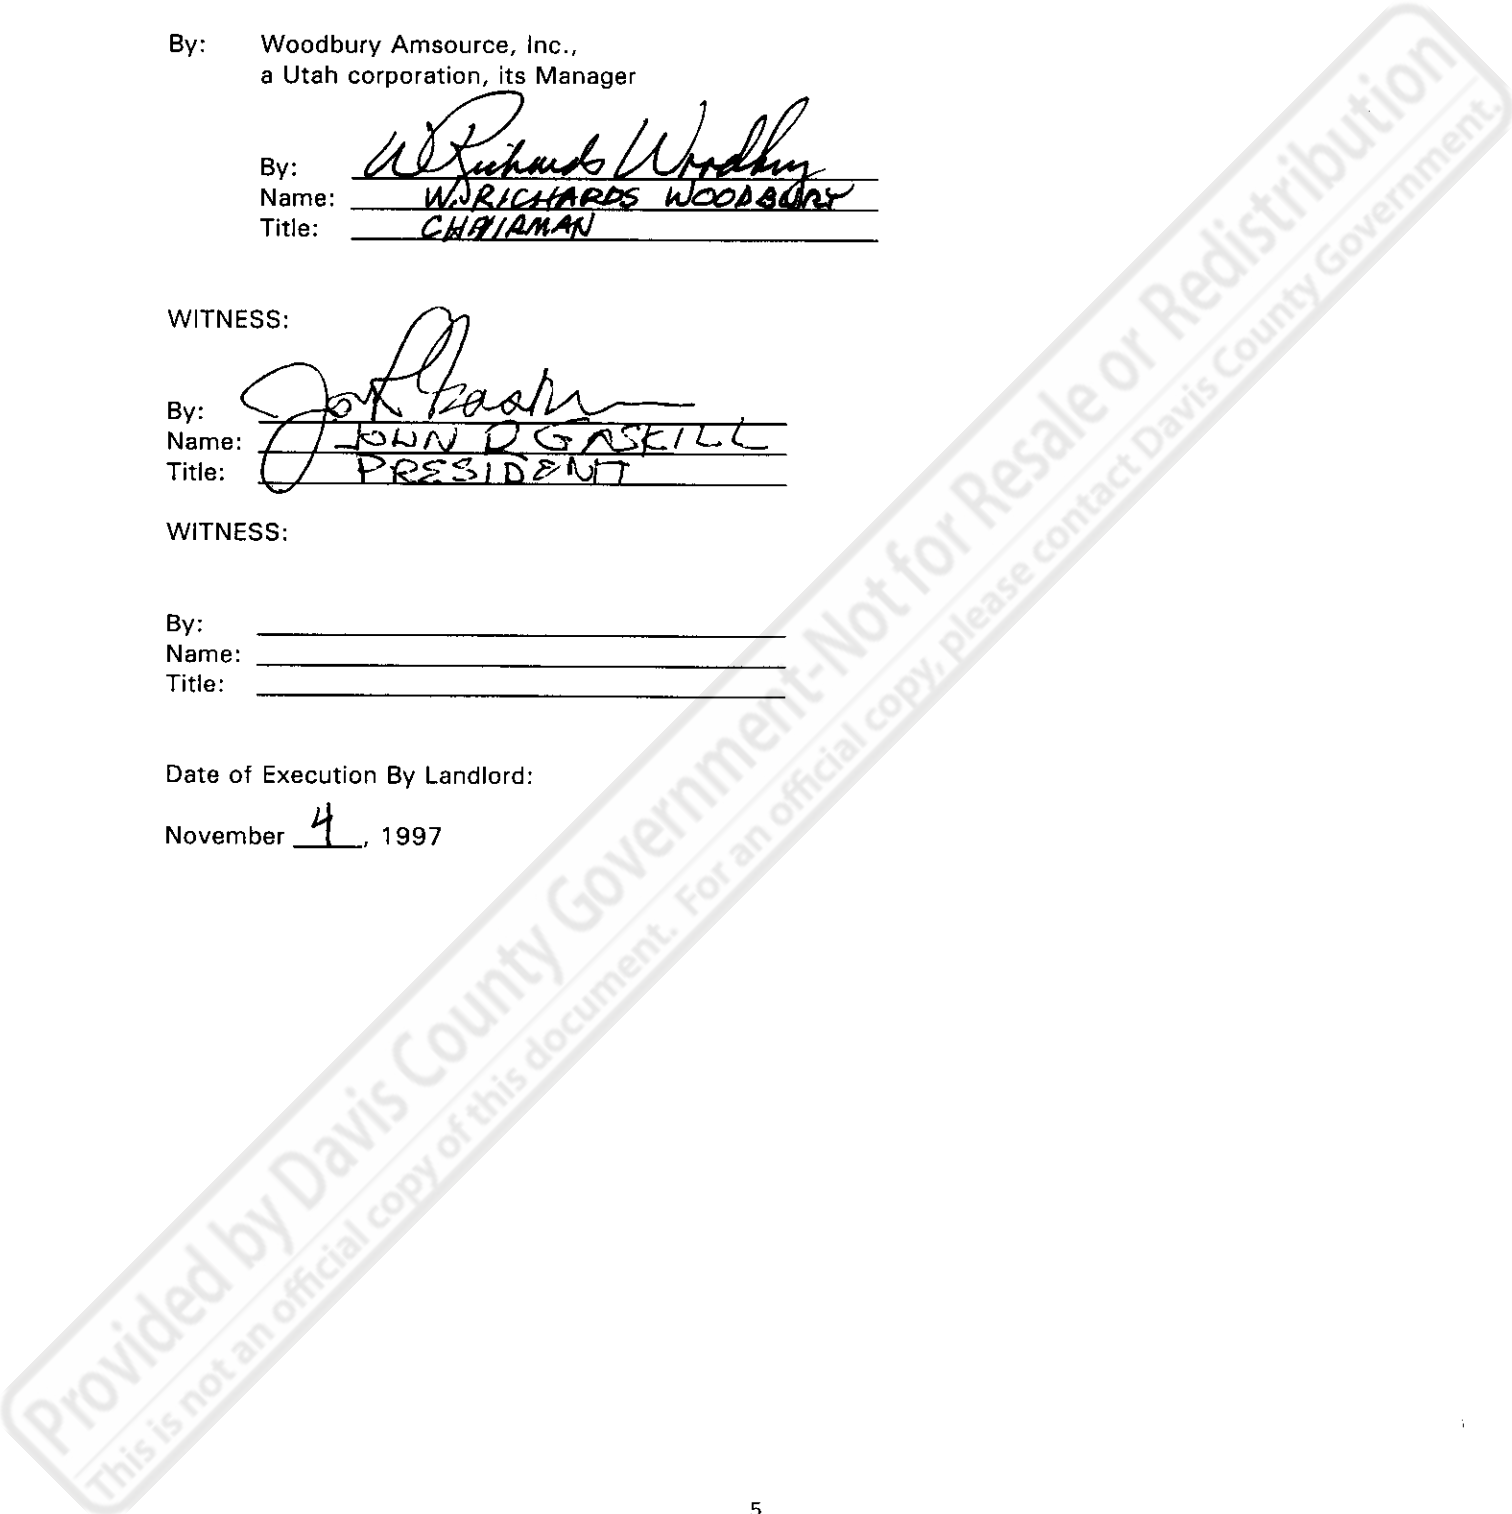 By: Woodbury Amsource, Inc.,
a Utah corporation, its Manager
By: W Richards Woodbury
Name: W. RICHARDS WOODBURY
Title: CHAIRMAN
WITNESS:
By:
Name: JOHN R GASKILL
Title: PRESIDENT
WITNESS:
By:
Name:
Title:
Date of Execution By Landlord:
November 4, 1997
5
Provided by Davis County Government-Not for Resale or Redistribution
This is not an official copy of this document. For an official copy, please contact Davis County Government.